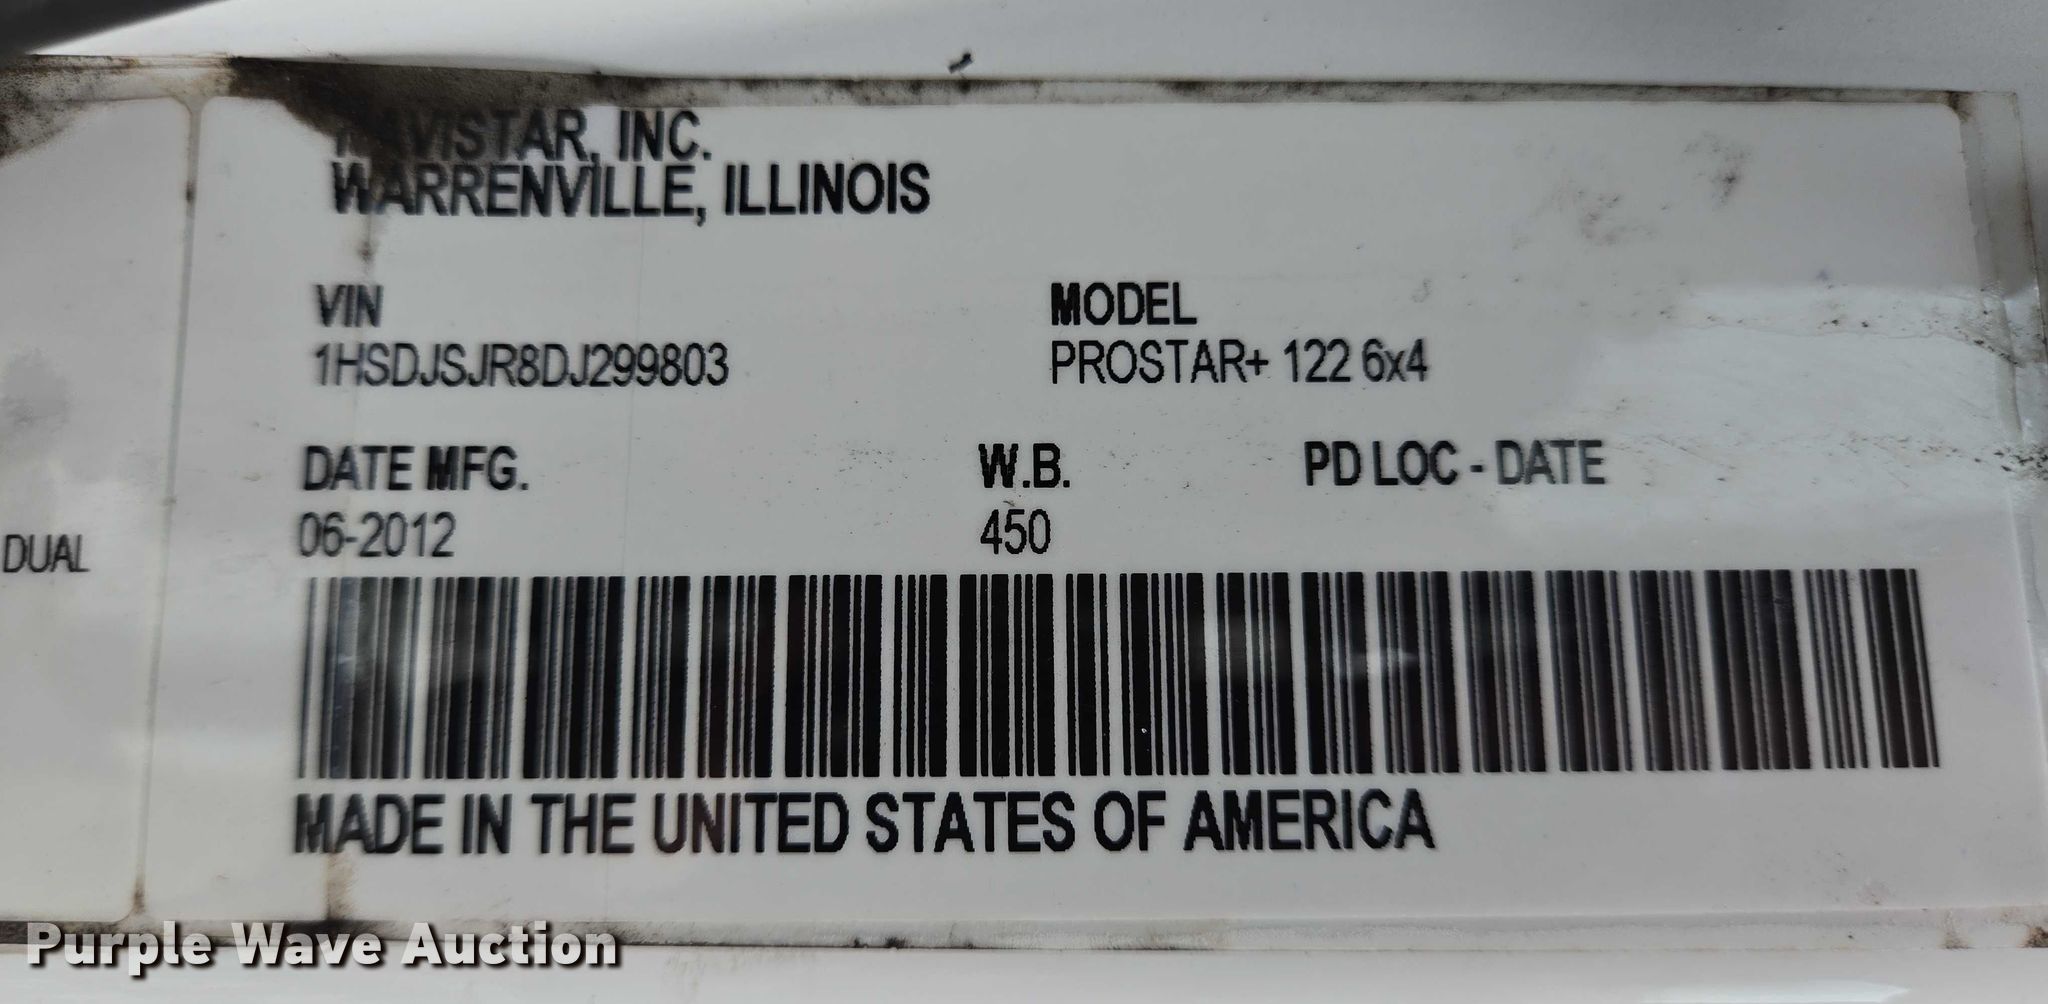 NAVISTAR, INC.
WARRENVILLE, ILLINOIS
VIN
1HSDJSJR8DJ299803
MODEL
PROSTAR+ 122 6x4
DATE MFG.
06-2012
W.B.
450
PD LOC - DATE
DUAL
MADE IN THE UNITED STATES OF AMERICA
Purple Wave Auction